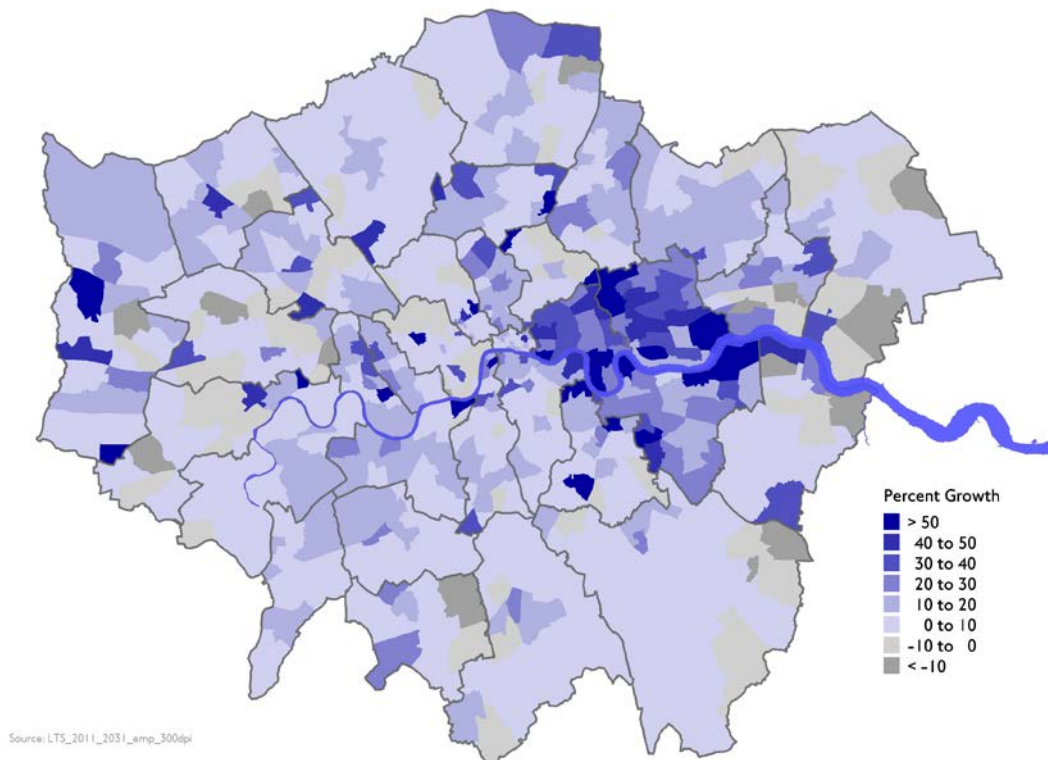 Percent Growth
> 50
40 to 50
30 to 40
20 to 30
10 to 20
0 to 10
-10 to 0
< -10
Source: LTS_2011_2031_emp_300dpi